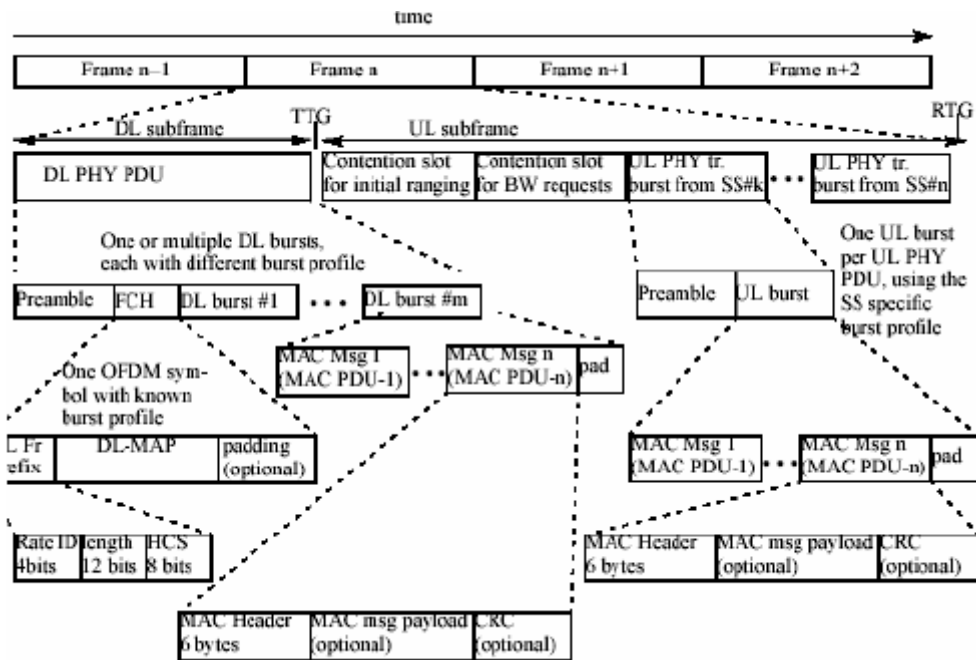 time
Frame n–1 Frame n Frame n+1 Frame n+2
TTG RTG
DL subframe UL subframe
DL PHY PDU
Contention slot
for initial ranging
Contention slot
for BW requests
UL PHY tr.
burst from SS#k
UL PHY tr.
burst from SS#n
One or multiple DL bursts,
each with different burst profile
One UL burst
per UL PHY
PDU, using the
SS specific
burst profile
Preamble FCH DL burst #1 DL burst #m
Preamble UL burst
One OFDM sym-
bol with known
burst profile
MAC Msg 1
(MAC PDU-1)
MAC Msg n
(MAC PDU-n)
pad
L Fr
efix
DL-MAP
padding
(optional)
MAC Msg 1
(MAC PDU-1)
MAC Msg n
(MAC PDU-n)
pad
Rate ID
4bits
length
12 bits
HCS
8 bits
MAC Header
6 bytes
MAC msg payload
(optional)
CRC
(optional)
MAC Header
6 bytes
MAC msg payload
(optional)
CRC
(optional)